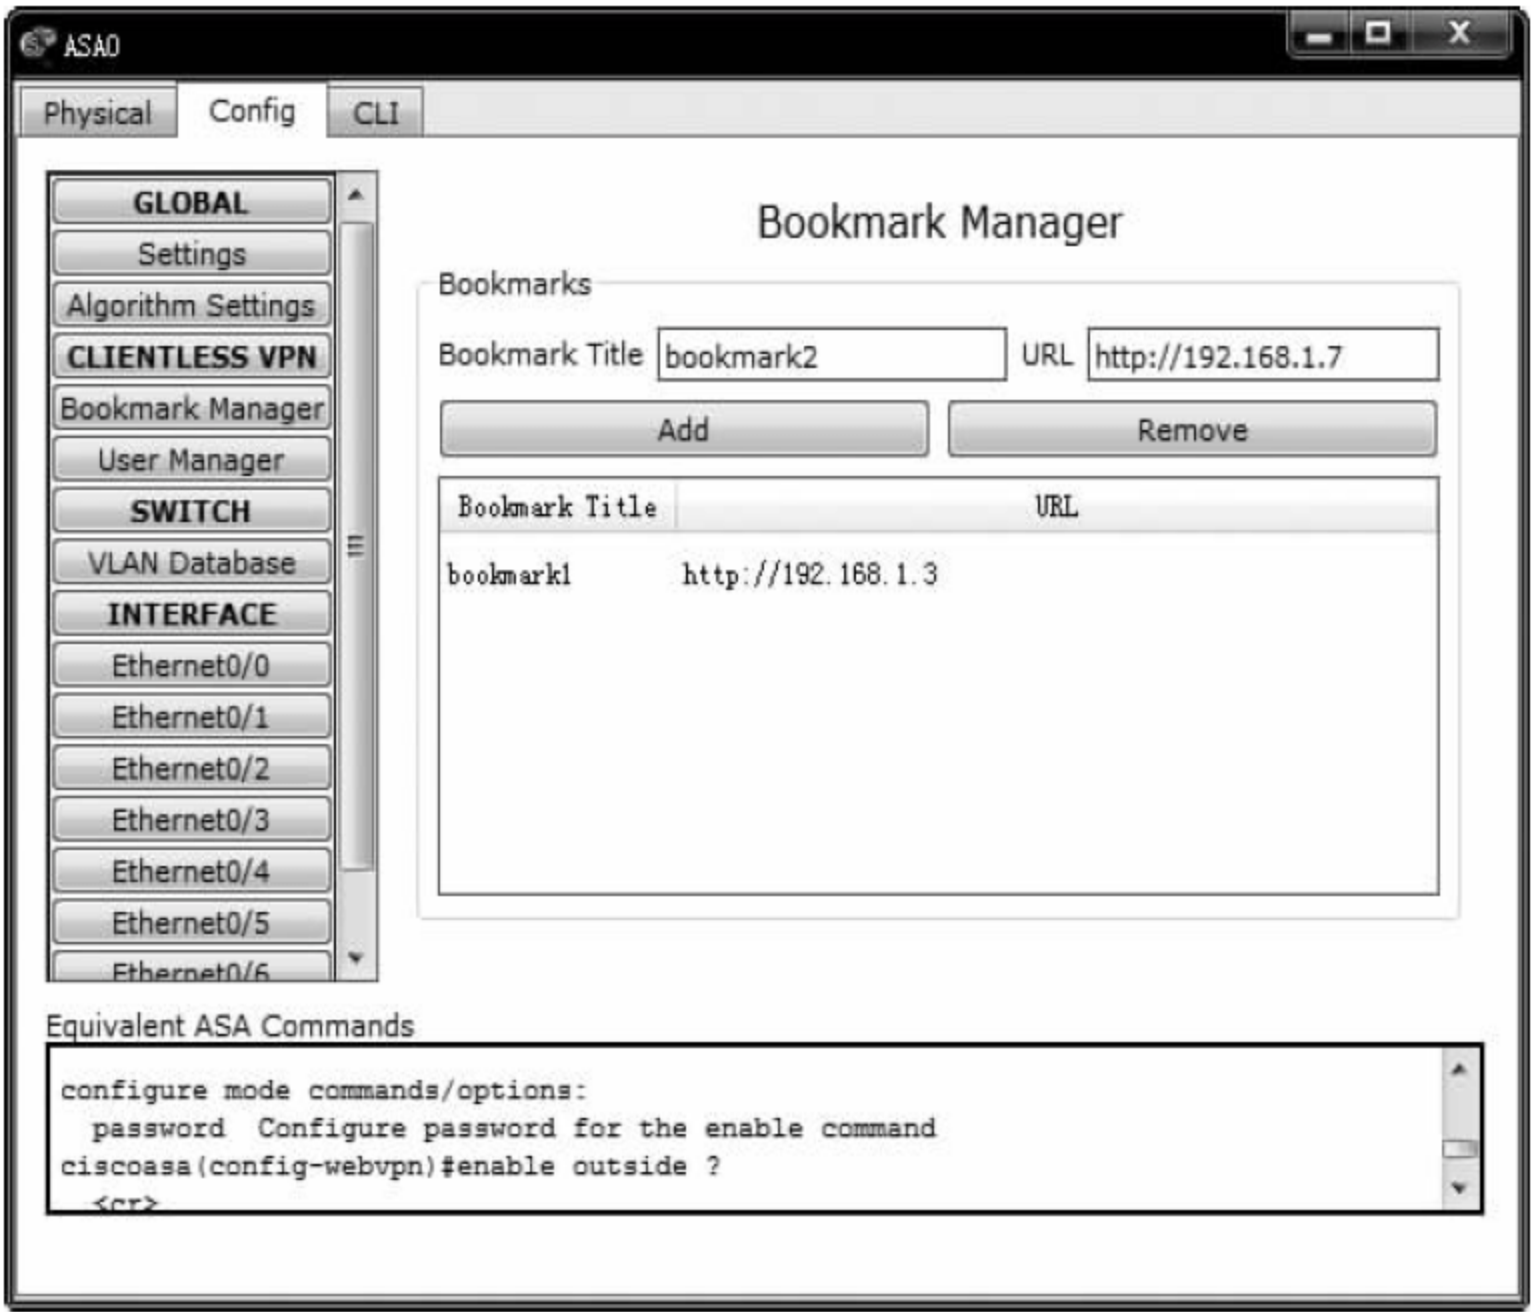 ASA0
X
Physical
Config
CLI
GLOBAL
Settings
Algorithm Settings
CLIENTLESS VPN
Bookmark Manager
User Manager
SWITCH
VLAN Database
INTERFACE
Ethernet0/0
Ethernet0/1
Ethernet0/2
Ethernet0/3
Ethernet0/4
Ethernet0/5
Ethernet0/6
Bookmark Manager
Bookmarks
Bookmark Title bookmark2 URL http://192.168.1.7
Add Remove
Bookmark Title URL
bookmark1 http://192.168.1.3
Equivalent ASA Commands
configure mode commands/options:
password Configure password for the enable command
ciscoasa(config-webvpn)#enable outside ?
<cr>